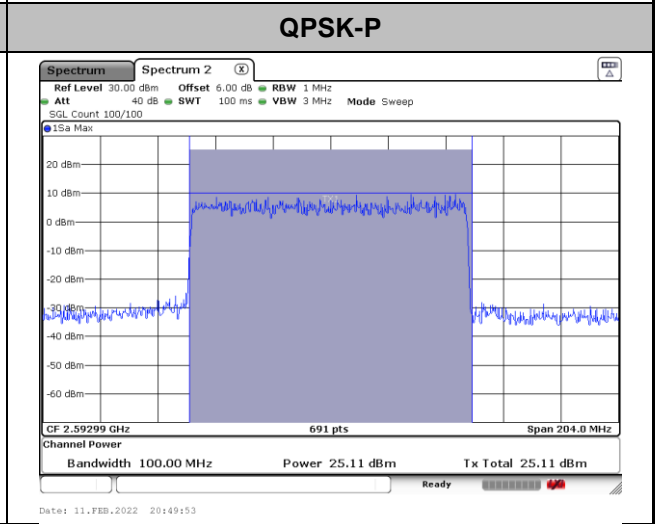 QPSK-P
Spectrum Spectrum 2 X
Ref Level 30.00 dBm Offset 6.00 dB RBW 1 MHz
Att 40 dB SWT 100 ms VBW 3 MHz Mode Sweep
SGL Count 100/100
1Sa Max
20 dBm
10 dBm
0 dBm
-10 dBm
-20 dBm
-30 dBm
-40 dBm
-50 dBm
-60 dBm
CF 2.59299 GHz 691 pts Span 204.0 MHz
Channel Power
Bandwidth 100.00 MHz Power 25.11 dBm Tx Total 25.11 dBm
Ready
Date: 11.FEB.2022 20:49:53